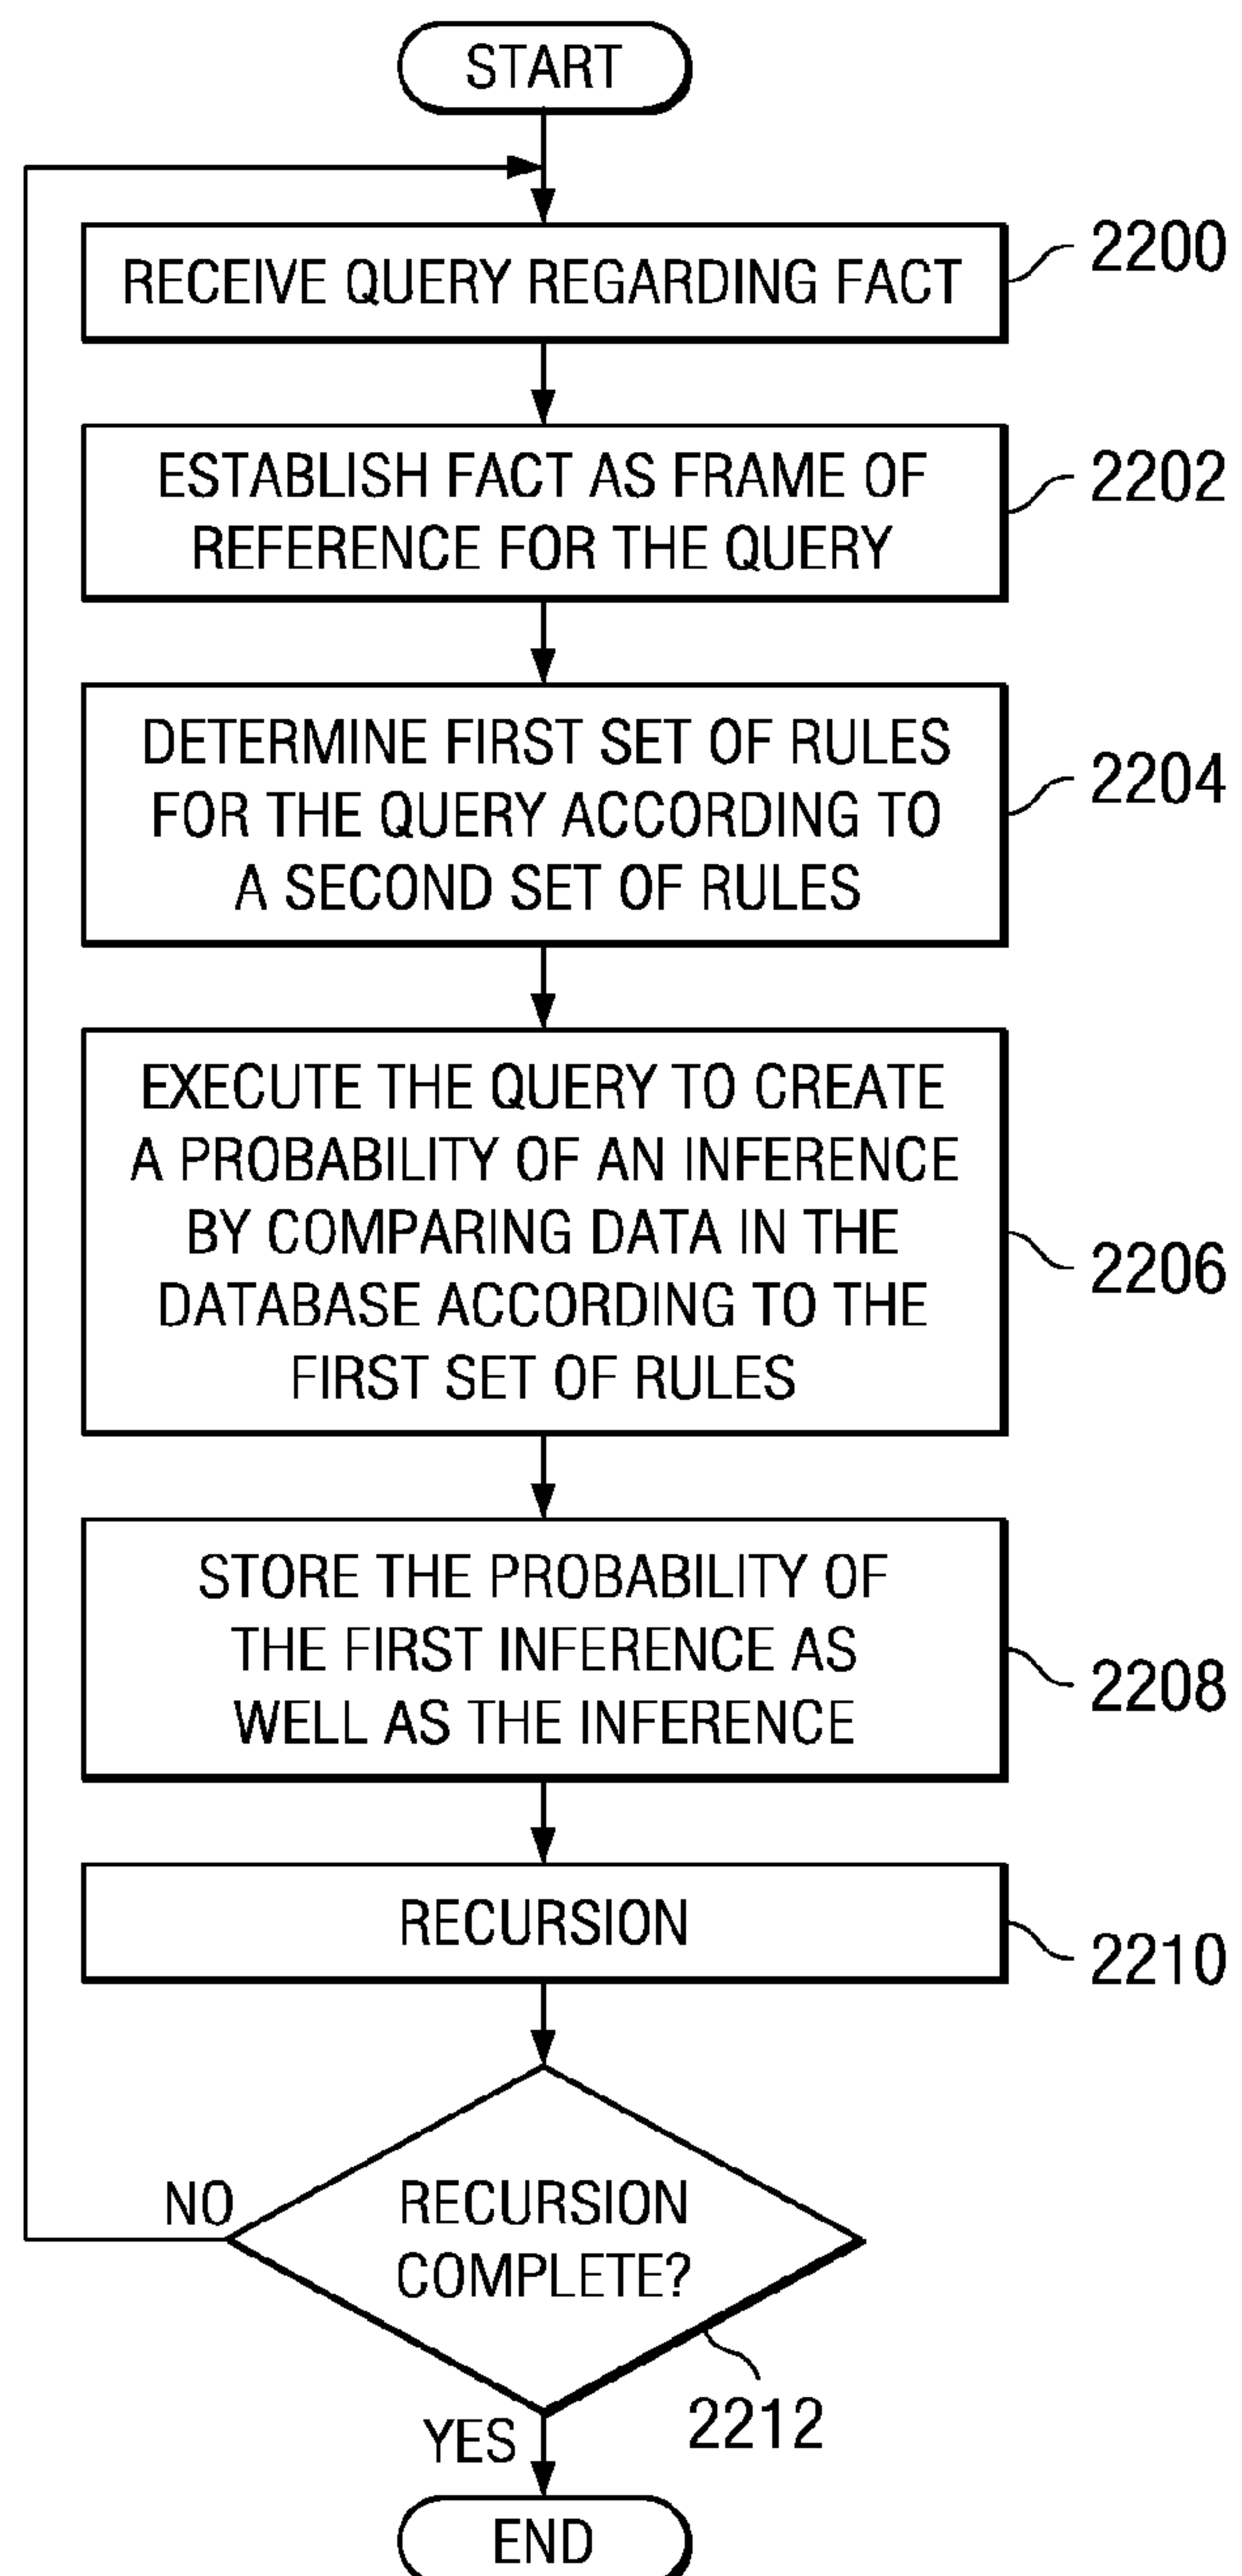 START
RECEIVE QUERY REGARDING FACT
2200
ESTABLISH FACT AS FRAME OF
REFERENCE FOR THE QUERY
2202
DETERMINE FIRST SET OF RULES
FOR THE QUERY ACCORDING TO
A SECOND SET OF RULES
2204
EXECUTE THE QUERY TO CREATE
A PROBABILITY OF AN INFERENCE
BY COMPARING DATA IN THE
DATABASE ACCORDING TO THE
FIRST SET OF RULES
2206
STORE THE PROBABILITY OF
THE FIRST INFERENCE AS
WELL AS THE INFERENCE
2208
RECURSION
2210
NO
RECURSION
COMPLETE?
2212
YES
END